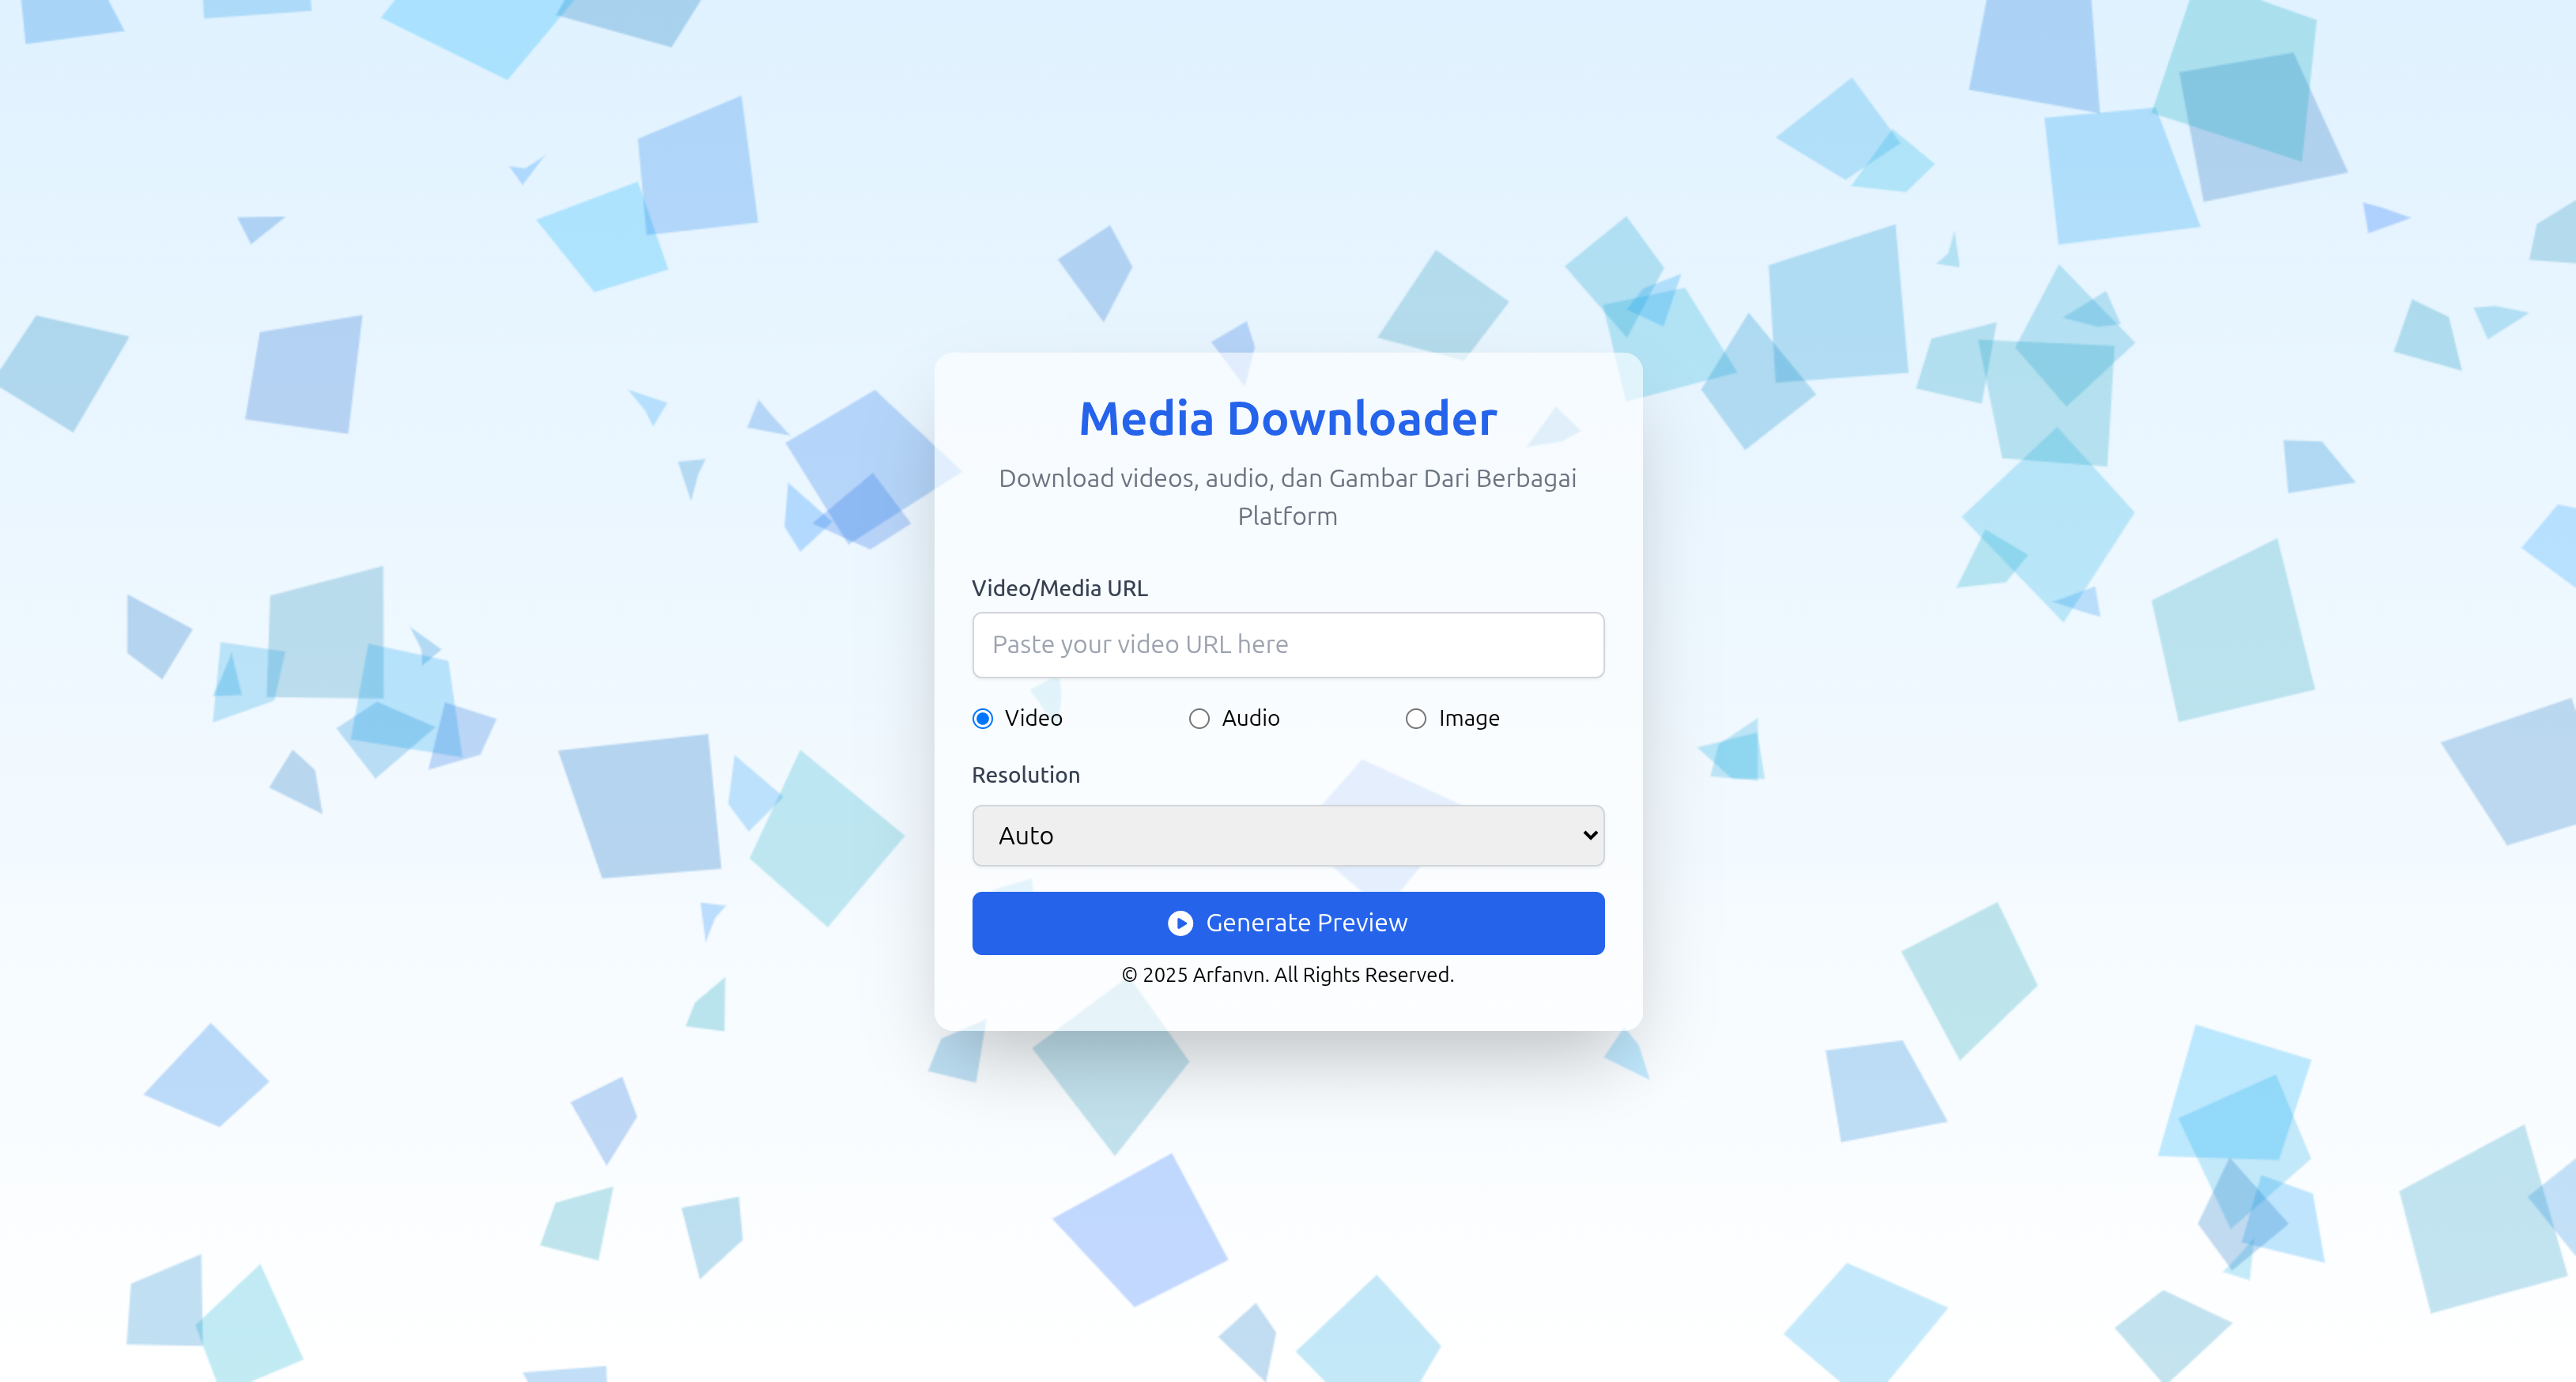 Media Downloader
Download videos, audio, dan Gambar Dari Berbagai
Platform
Video/Media URL
Paste your video URL here
Video Audio Image
Resolution
Auto
Generate Preview
© 2025 Arfanvn. All Rights Reserved.